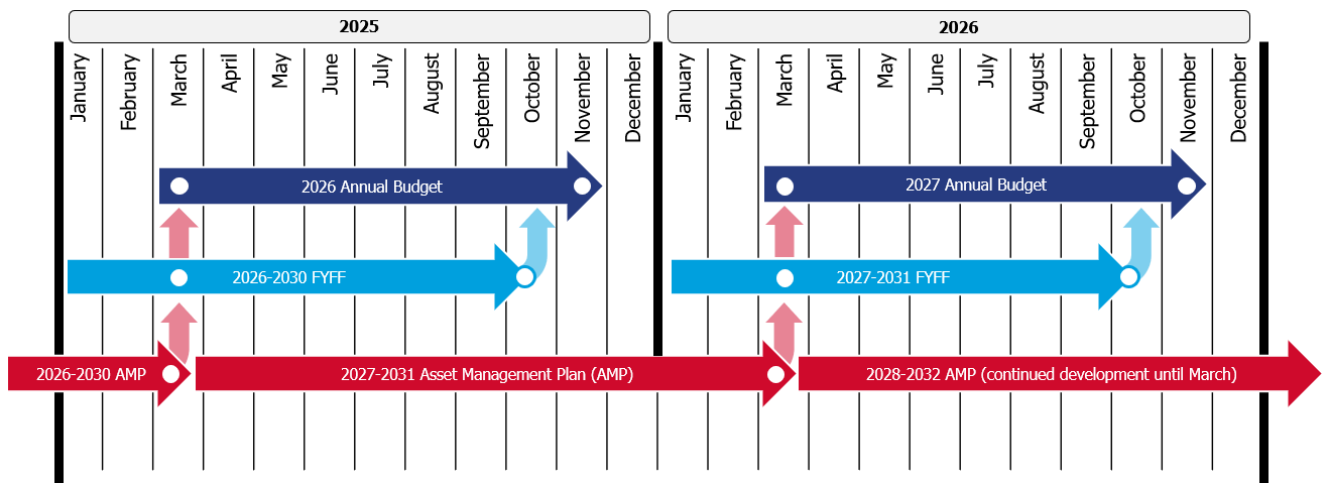 2025
2026
January
February
March
April
May
June
July
August
September
October
November
December
January
February
March
April
May
June
July
August
September
October
November
December
2026 Annual Budget
2027 Annual Budget
2026-2030 FYFF
2027-2031 FYFF
2026-2030 AMP
2027-2031 Asset Management Plan (AMP)
2028-2032 AMP (continued development until March)